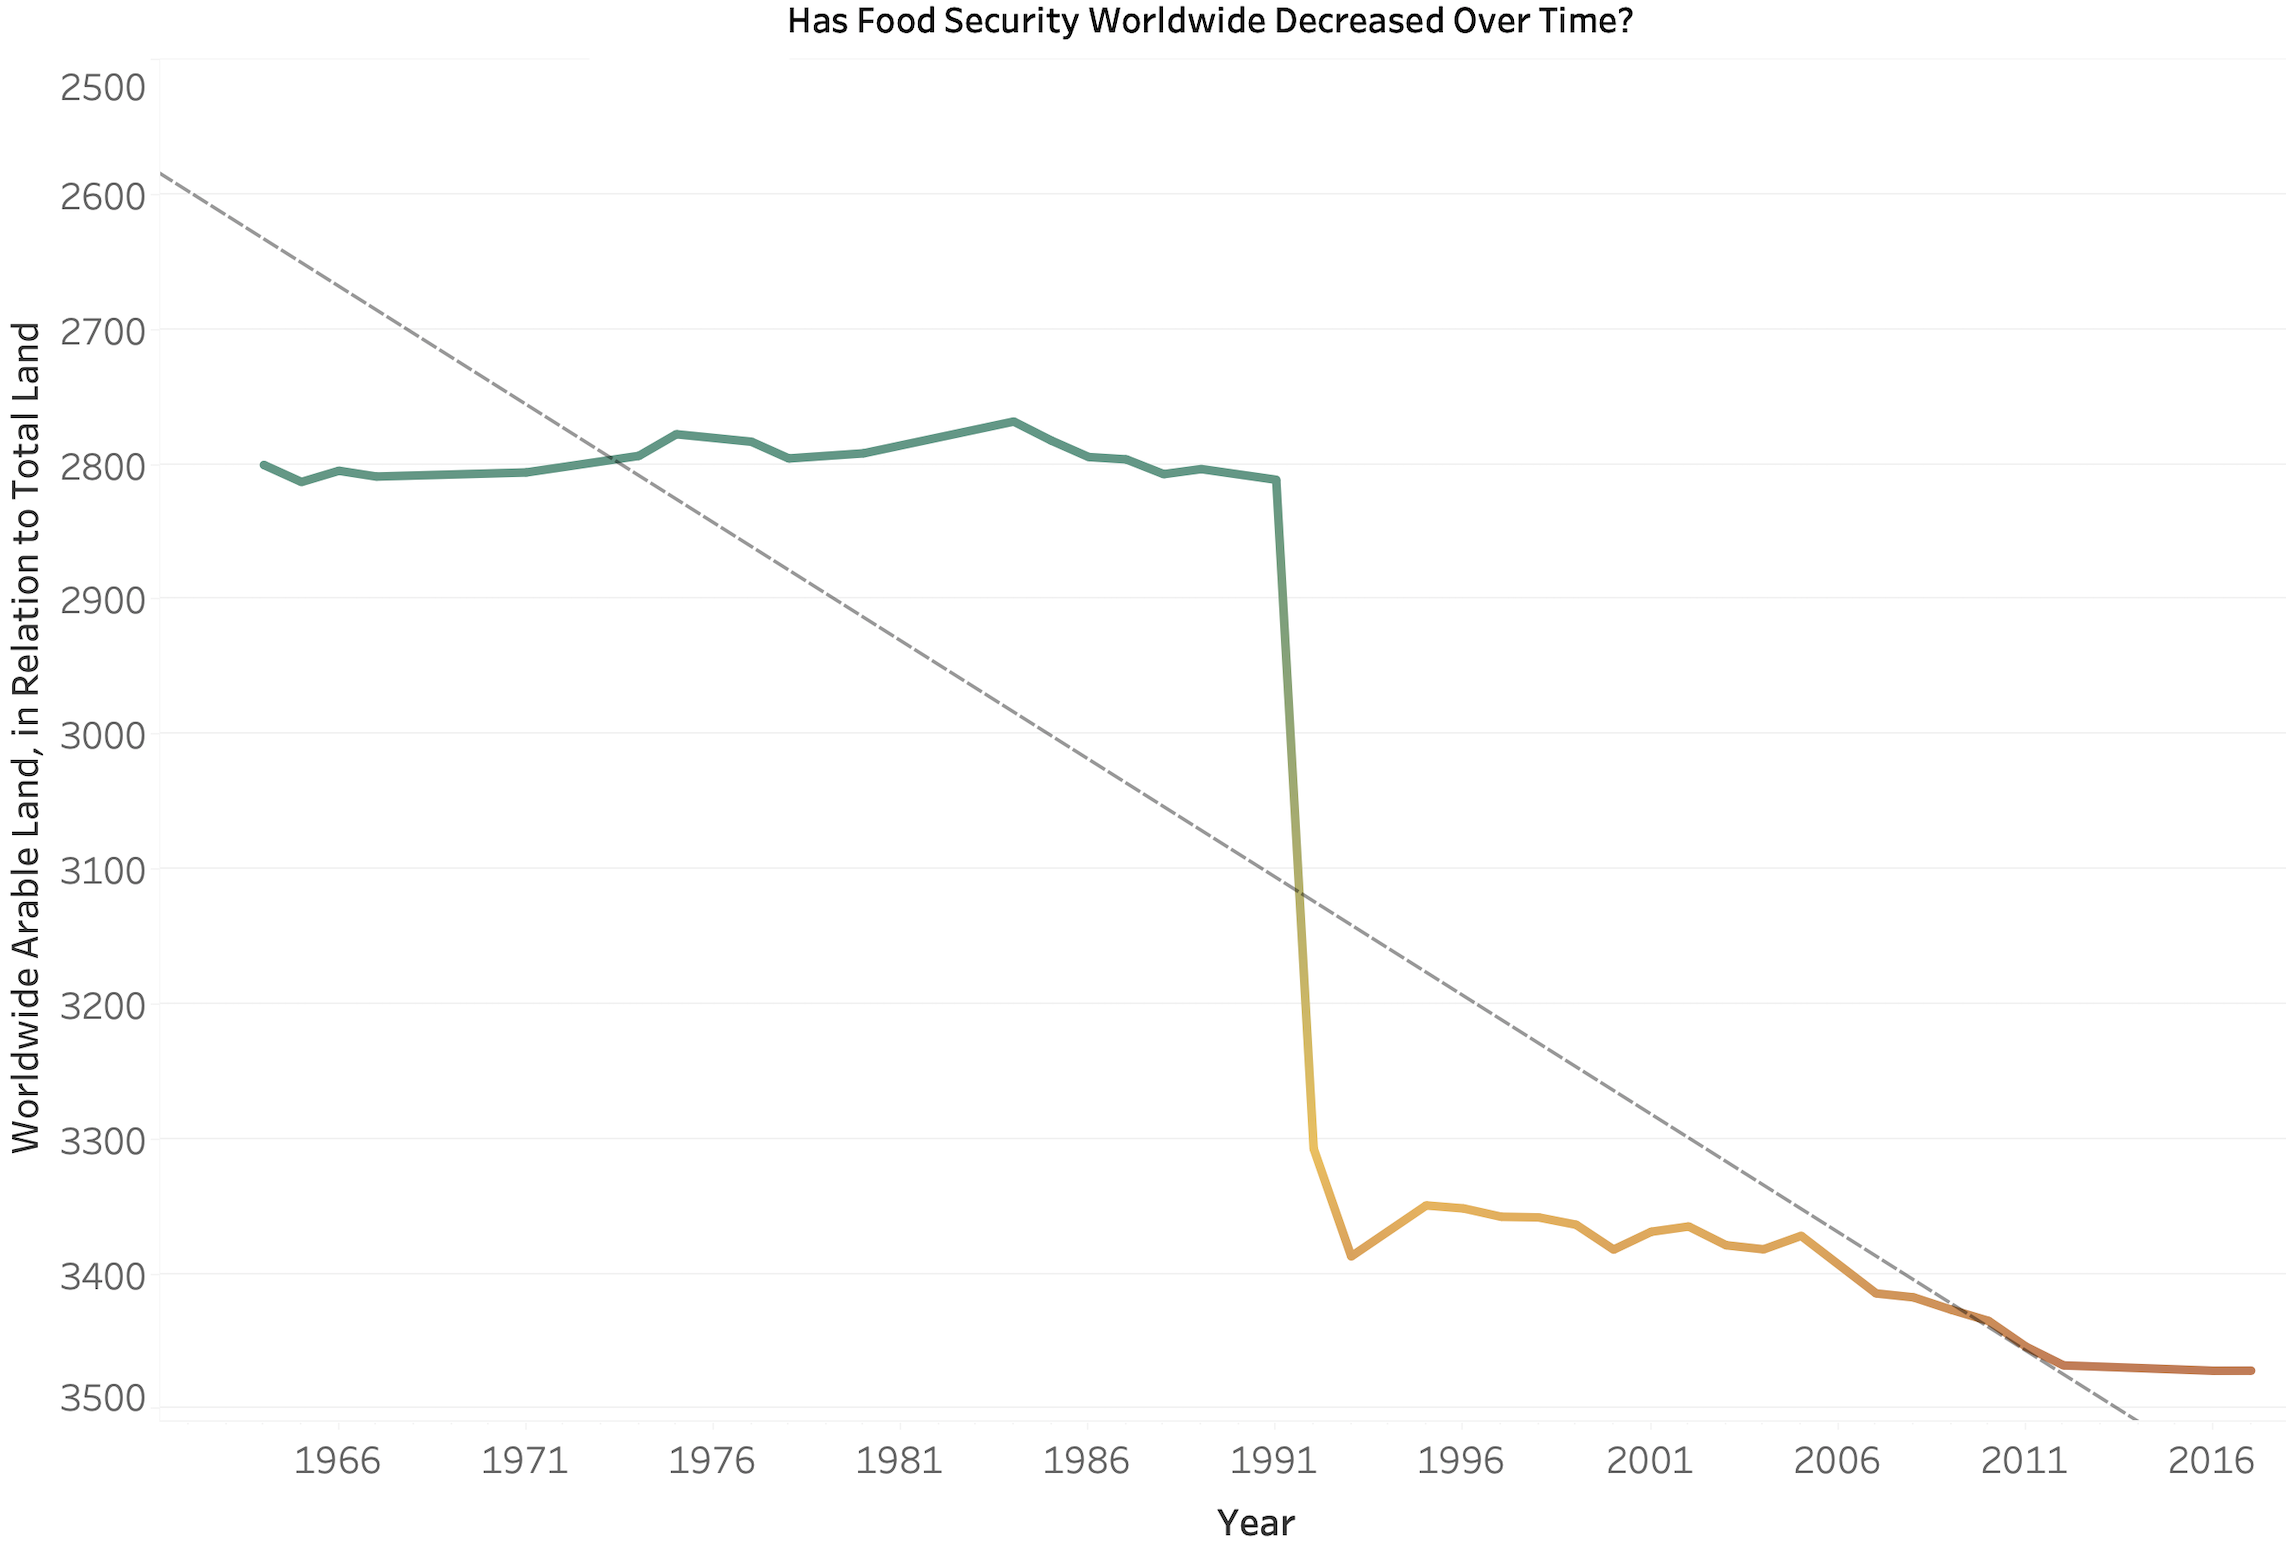 Has Food Security Worldwide Decreased Over Time?
Worldwide Arable Land, in Relation to Total Land
2500
2600
2700
2800
2900
3000
3100
3200
3300
3400
3500
1966 1971 1976 1981 1986 1991 1996 2001 2006 2011 2016
Year